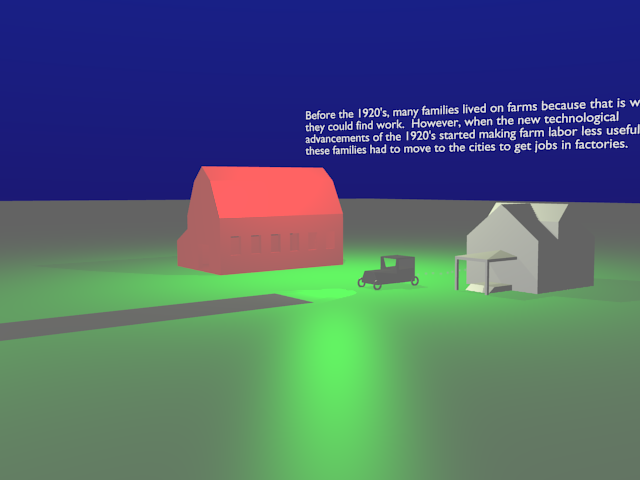 Before the 1920's, many families lived on farms because that is
they could find work. However, when the new technological
advancements of the 1920's started making farm labor less useful
these families had to move to the cities to get jobs in factories.